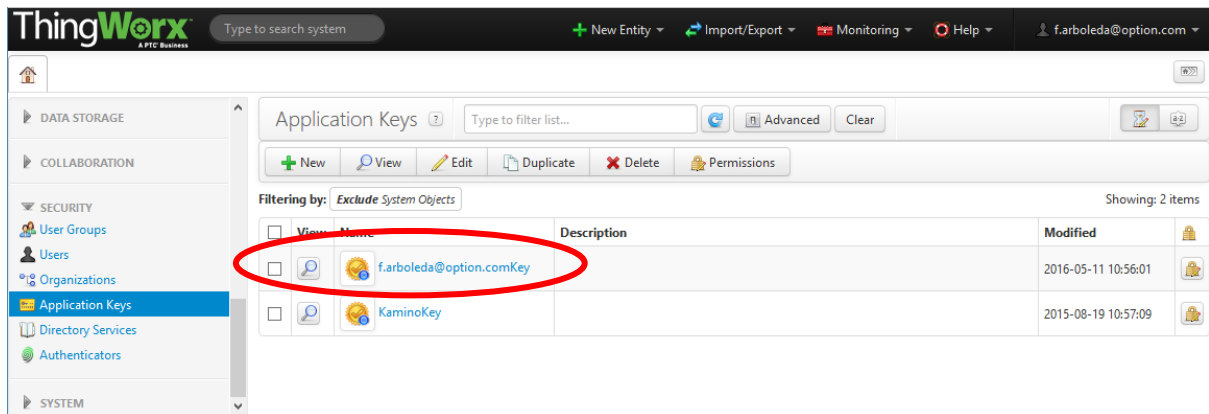 ThingWorx
A PTC Business
Type to search system
New Entity
Import/Export
Monitoring
Help
f.arboleda@option.com
DATA STORAGE
COLLABORATION
SECURITY
User Groups
Users
Organizations
Application Keys
Directory Services
Authenticators
SYSTEM
Application Keys ? Type to filter list... Advanced Clear
New View Edit Duplicate Delete Permissions
Filtering by: Exclude System Objects Showing: 2 items
View Name Description Modified
f.arboleda@option.comKey 2016-05-11 10:56:01
KaminoKey 2015-08-19 10:57:09